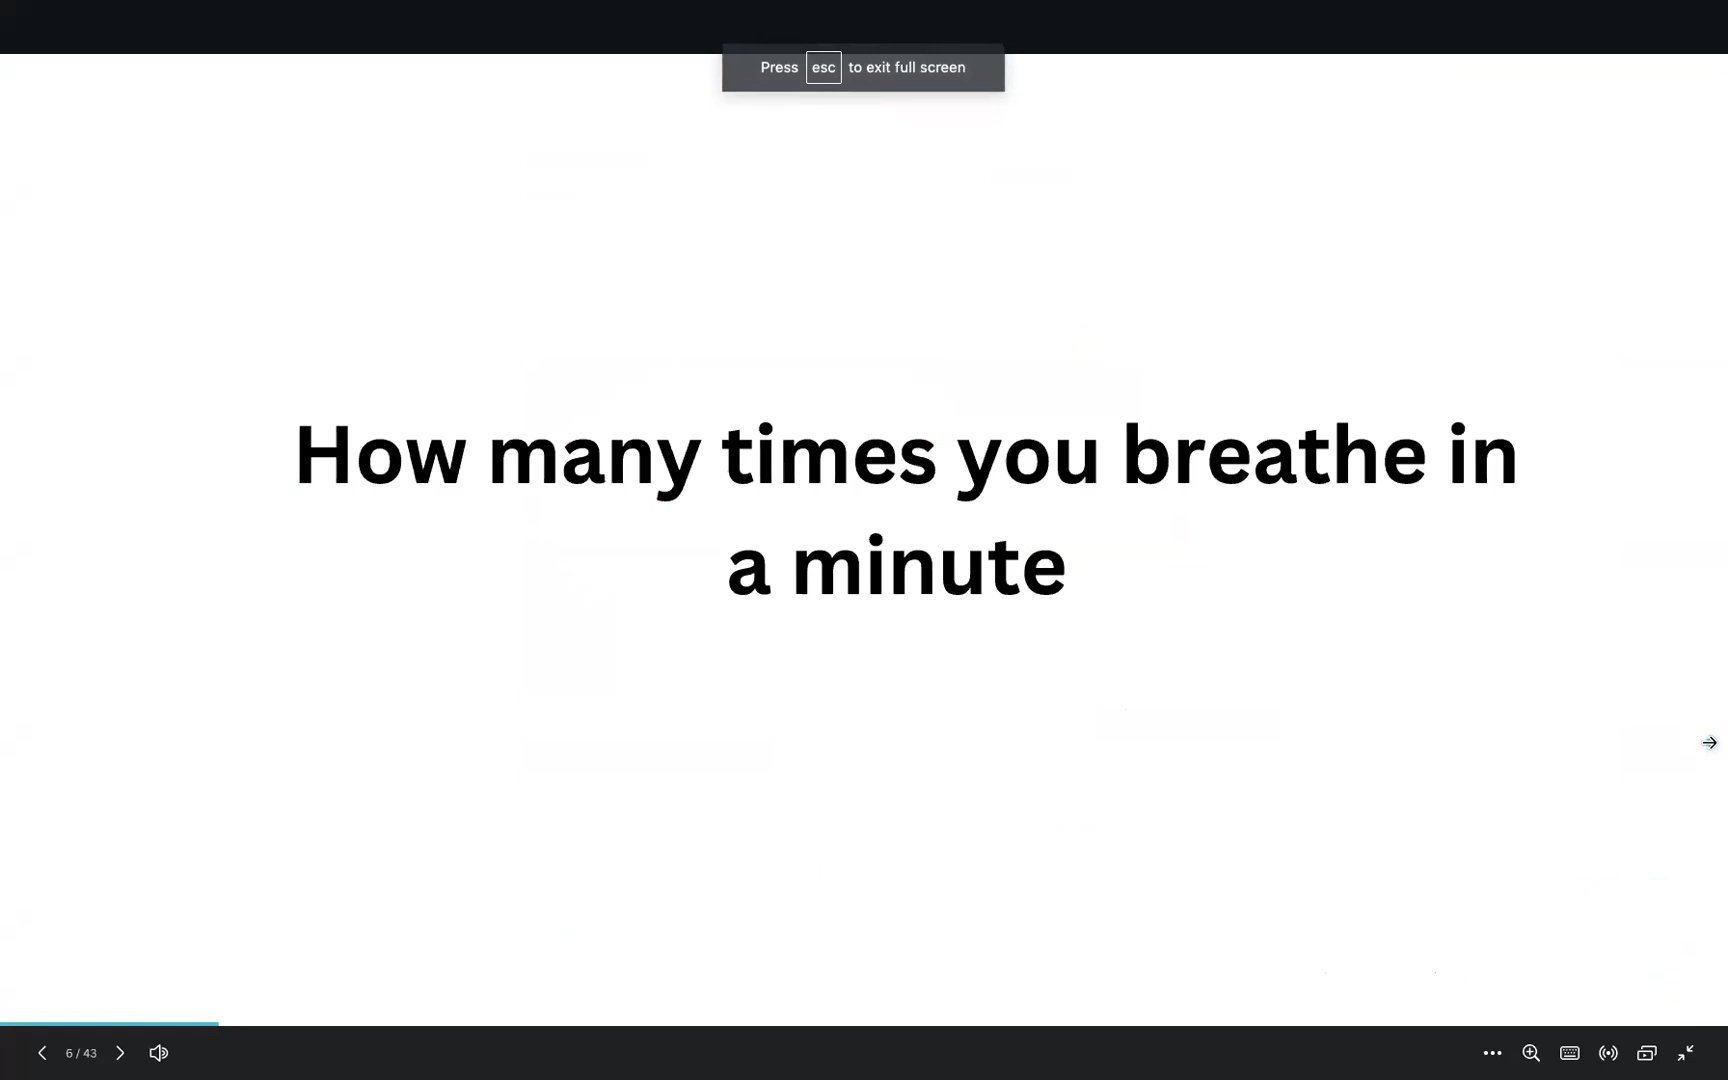 Press esc to exit full screen
How many times you breathe in
a minute
6 / 43